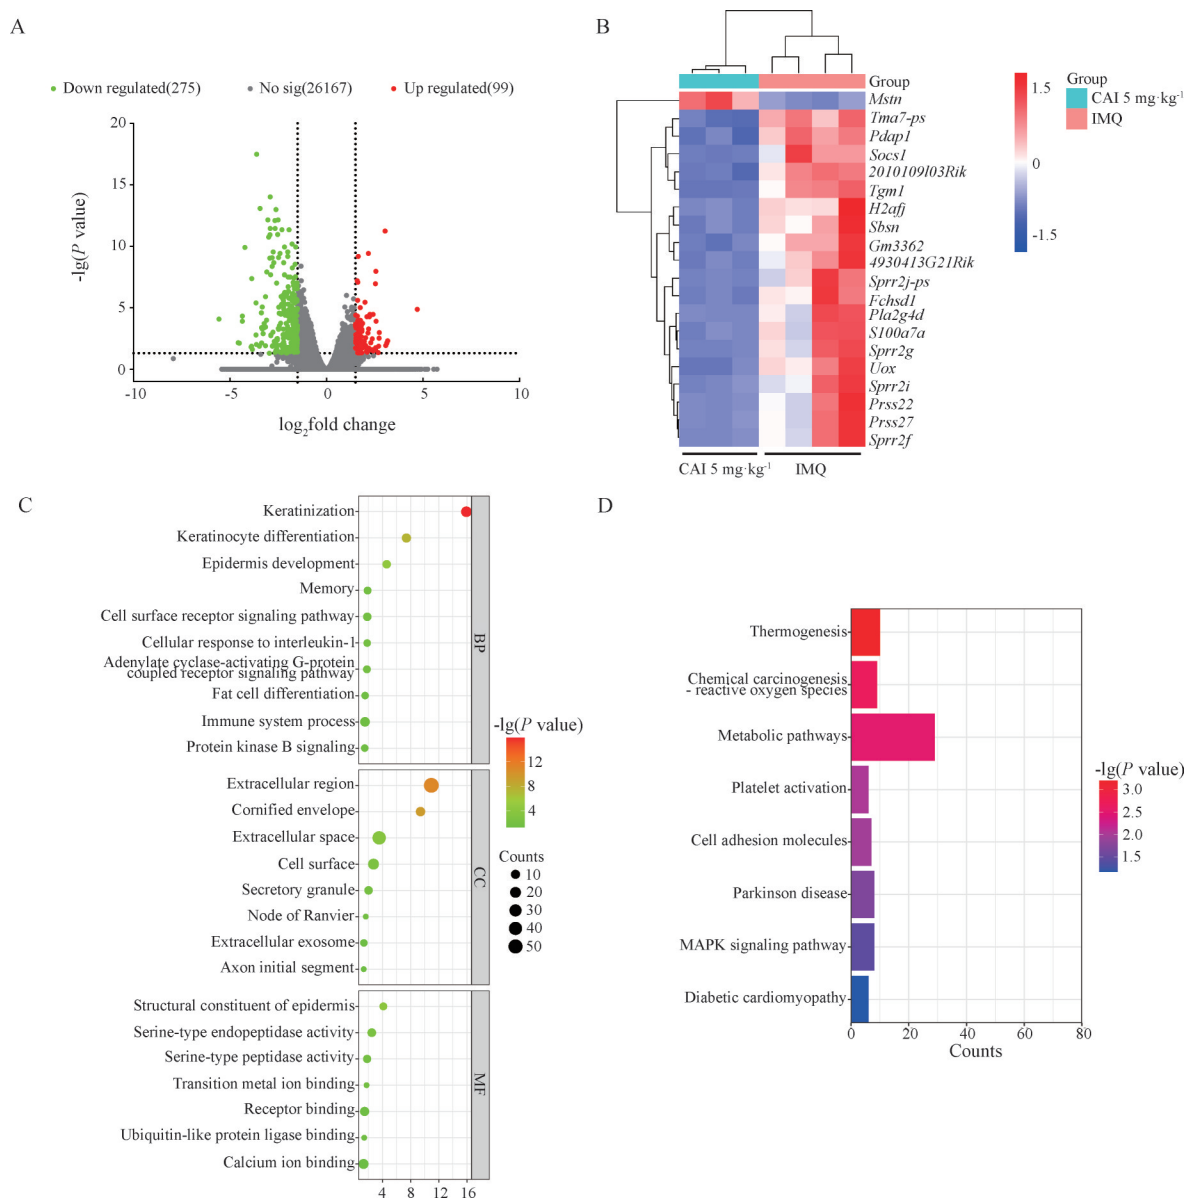 A
Down regulated(275)
No sig(26167)
Up regulated(99)
20
15
10
5
0
-lg(P value)
-10
-5
0
5
10
log2fold change
B
Group
Mstn
Tma7-ps
Pdap1
Socs1
2010109I03Rik
Tgm1
H2afj
Sbsn
Gm3362
4930413G21Rik
Sprr2j-ps
Fchsd1
Pla2g4d
S100a7a
Sprr2g
Uox
Sprr2i
Prss22
Prss27
Sprr2f
CAI 5 mg·kg-1
IMQ
1.5
0
-1.5
Group
CAI 5 mg·kg-1
IMQ
C
Keratinization
Keratinocyte differentiation
Epidermis development
Memory
Cell surface receptor signaling pathway
Cellular response to interleukin-1
Adenylate cyclase-activating G-protein
coupled receptor signaling pathway
Fat cell differentiation
Immune system process
Protein kinase B signaling
BP
Extracellular region
Cornified envelope
Extracellular space
Cell surface
Secretory granule
Node of Ranvier
Extracellular exosome
Axon initial segment
CC
Structural constituent of epidermis
Serine-type endopeptidase activity
Serine-type peptidase activity
Transition metal ion binding
Receptor binding
Ubiquitin-like protein ligase binding
Calcium ion binding
MF
4
8
12
16
-lg(P value)
12
8
4
Counts
10
20
30
40
50
D
Thermogenesis
Chemical carcinogenesis
- reactive oxygen species
Metabolic pathways
Platelet activation
Cell adhesion molecules
Parkinson disease
MAPK signaling pathway
Diabetic cardiomyopathy
0
20
40
60
80
Counts
-lg(P value)
3.0
2.5
2.0
1.5